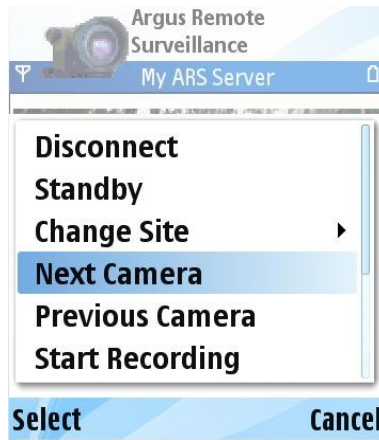 Argus Remote
Surveillance
My ARS Server
Disconnect
Standby
Change Site
Next Camera
Previous Camera
Start Recording
Select Cancel